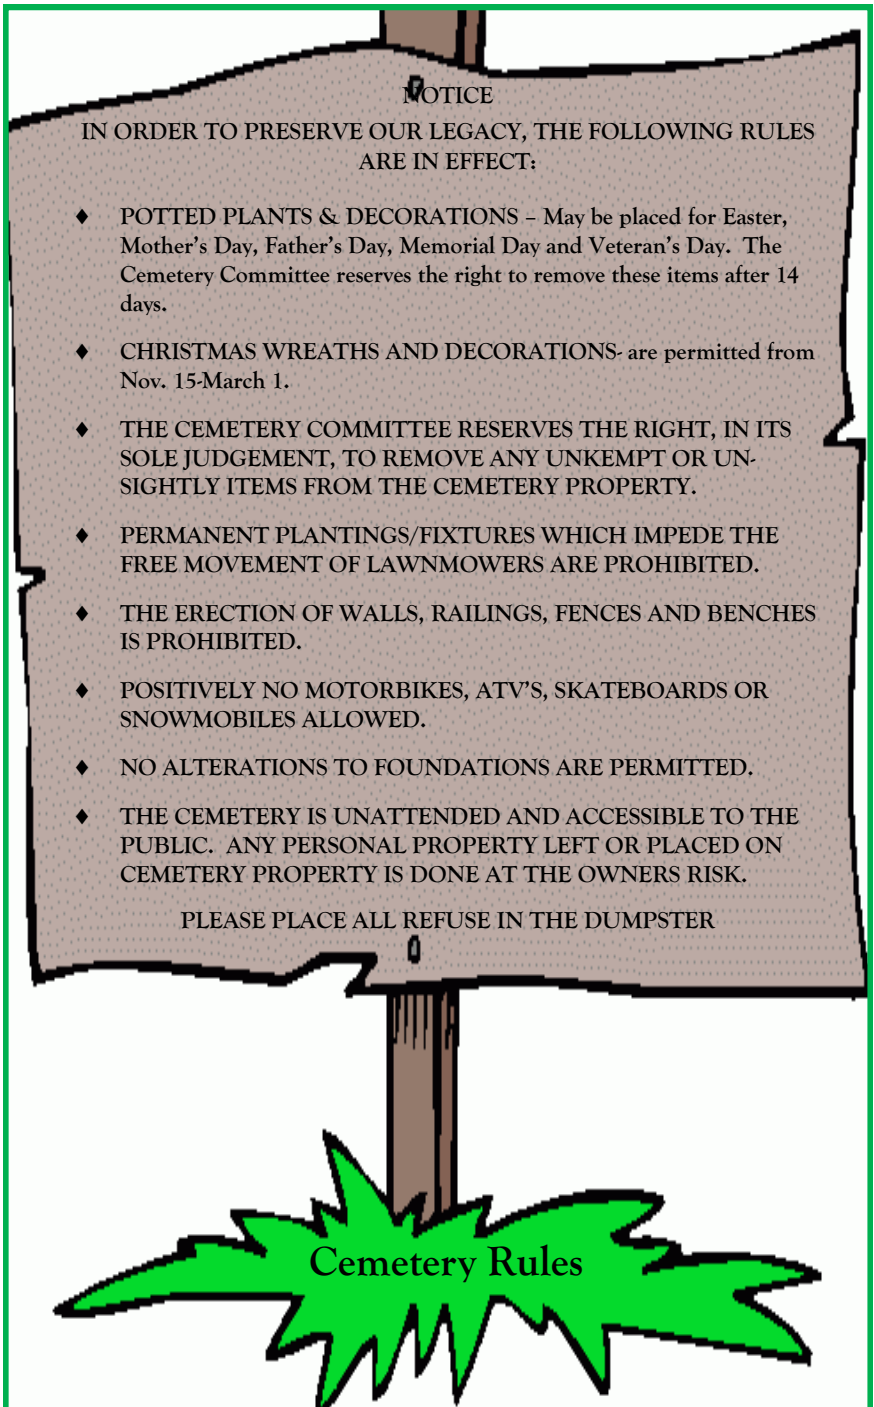 NOTICE
IN ORDER TO PRESERVE OUR LEGACY, THE FOLLOWING RULES
ARE IN EFFECT:
♦ POTTED PLANTS & DECORATIONS – May be placed for Easter,
Mother's Day, Father's Day, Memorial Day and Veteran's Day. The
Cemetery Committee reserves the right to remove these items after 14
days.
♦ CHRISTMAS WREATHS AND DECORATIONS- are permitted from
Nov. 15-March 1.
♦ THE CEMETERY COMMITTEE RESERVES THE RIGHT, IN ITS
SOLE JUDGEMENT, TO REMOVE ANY UNKEMPT OR UN-
SIGHTLY ITEMS FROM THE CEMETERY PROPERTY.
♦ PERMANENT PLANTINGS/FIXTURES WHICH IMPEDE THE
FREE MOVEMENT OF LAWNMOWERS ARE PROHIBITED.
♦ THE ERECTION OF WALLS, RAILINGS, FENCES AND BENCHES
IS PROHIBITED.
♦ POSITIVELY NO MOTORBIKES, ATV'S, SKATEBOARDS OR
SNOWMOBILES ALLOWED.
♦ NO ALTERATIONS TO FOUNDATIONS ARE PERMITTED.
♦ THE CEMETERY IS UNATTENDED AND ACCESSIBLE TO THE
PUBLIC. ANY PERSONAL PROPERTY LEFT OR PLACED ON
CEMETERY PROPERTY IS DONE AT THE OWNERS RISK.
PLEASE PLACE ALL REFUSE IN THE DUMPSTER
Cemetery Rules